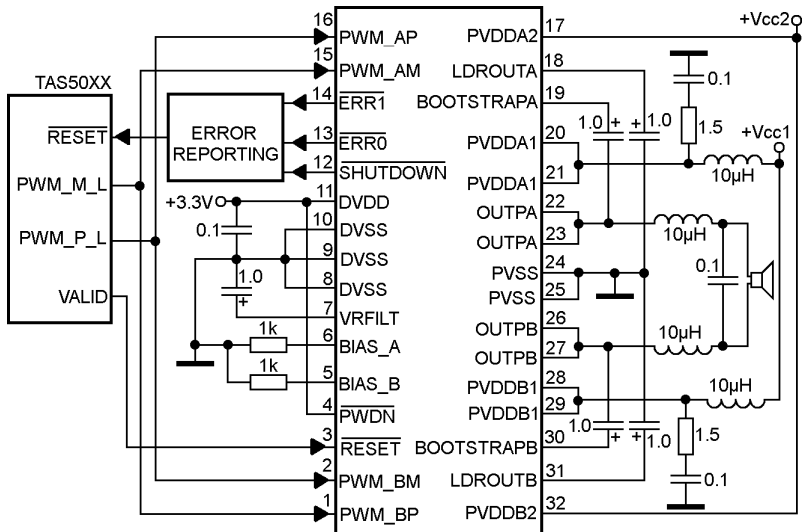 TAS50XX
RESET
PWM_M_L
PWM_P_L
VALID
ERROR
REPORTING
+3.3V
0.1
1.0
+
1k
1k
16 PWM_AP
15 PWM_AM
14 ERR1
13 ERR0
12 SHUTDOWN
11 DVDD
10 DVSS
9 DVSS
8 DVSS
7 VRFILT
6 BIAS_A
5 BIAS_B
4 PWDN
3 RESET
2 PWM_BM
1 PWM_BP
PVDDA2 17
LDROUTA 18
BOOTSTRAPA 19
PVDDA1 20
PVDDA1 21
OUTPA 22
OUTPA 23
PVSS 24
PVSS 25
OUTPB 26
OUTPB 27
PVDDB1 28
PVDDB1 29
BOOTSTRAPB 30
LDROUTB 31
PVDDB2 32
+Vcc2
0.1
1.0 + + 1.0
1.5
+Vcc1
10µH
10µH
0.1
10µH
10µH
1.0 + + 1.0
1.5
0.1